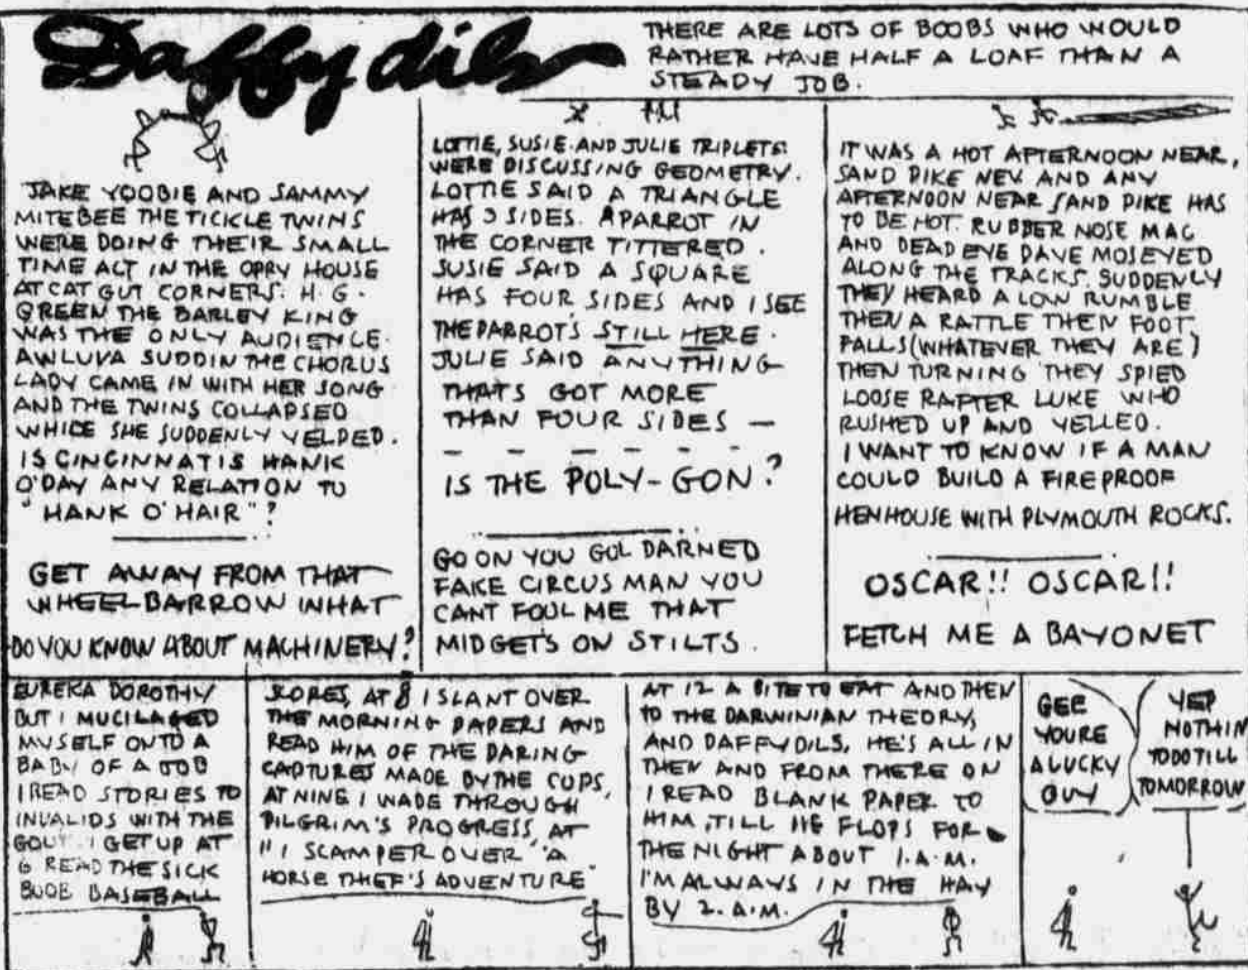 Daffydils
THERE ARE LOTS OF BOOBS WHO WOULD
RATHER HAVE HALF A LOAF THAN A
STEADY JOB.
JAKE YOOBIE AND SAMMY
MITEBEE THE TICKLE TWINS
WERE DOING THEIR SMALL
TIME ACT IN THE OPRY HOUSE
AT CAT GUT CORNERS. H. G.
GREEN THE BARLEY KING
WAS THE ONLY AUDIENCE.
AWLUVA SUDDIN THE CHORUS
LADY CAME IN WITH HER SONG
AND THE TWINS COLLAPSED
WHILE SHE SUDDENLY YELPED.
IS CINCINNATIS HANK
O'DAY ANY RELATION TO
"HANK O'HAIR"?
GET AWAY FROM THAT
WHEELBARROW WHAT
DO YOU KNOW ABOUT MACHINERY?
LOTTIE, SUSIE AND JULIE TRIPLETS
WERE DISCUSSING GEOMETRY.
LOTTIE SAID A TRIANGLE
HAS 3 SIDES. A PARROT IN
THE CORNER TITTERED.
SUSIE SAID A SQUARE
HAS FOUR SIDES AND I SEE
THE PARROT'S STILL HERE.
JULIE SAID ANYTHING
THATS GOT MORE
THAN FOUR SIDES —
— — — — — —
IS THE POLY-GON?
GO ON YOU GOL DARNED
FAKE CIRCUS MAN YOU
CANT FOUL ME THAT
MIDGET'S ON STILTS.
IT WAS A HOT AFTERNOON NEAR,
SAND PIKE NEV. AND ANY
AFTERNOON NEAR SAND PIKE HAS
TO BE HOT. RUBBER NOSE MAC
AND DEAD EYE DAVE MOSEYED
ALONG THE TRACKS. SUDDENLY
THEY HEARD A LOW RUMBLE
THEN A RATTLE THEN FOOT
FALLS (WHATEVER THEY ARE)
THEN TURNING THEY SPIED
LOOSE RAFTER LUKE WHO
RUSHED UP AND YELLED.
I WANT TO KNOW IF A MAN
COULD BUILD A FIREPROOF
HENHOUSE WITH PLYMOUTH ROCKS.
OSCAR!! OSCAR!!
FETCH ME A BAYONET
EUREKA DOROTHY
BUT I MUCILAGED
MYSELF ONTO A
BABY OF A JOB
I READ STORIES TO
INVALIDS WITH THE
GOUT. I GET UP AT
6 READ THE SICK
BOOB BASEBALL
SCORES, AT 8 I SLANT OVER
THE MORNING PAPERS AND
READ HIM OF THE DARING
CAPTURES MADE BY THE COPS,
AT NINE I WADE THROUGH
PILGRIM'S PROGRESS, AT
11 I SCAMPER OVER "A
HORSE THIEF'S ADVENTURE
AT 12 A BITE TO EAT AND THEN
TO THE DARWINIAN THEORY,
AND DAFFYDILS, HE'S ALL IN
THEN AND FROM THERE ON
I READ BLANK PAPER TO
HIM, TILL HE FLOPS FOR
THE NIGHT ABOUT 1.A.M.
I'M ALWAYS IN THE HAY
BY 2.A.M.
GEE
YOURE
A LUCKY
GUY
YEP
NOTHIN
TO DO TILL
TOMORROW